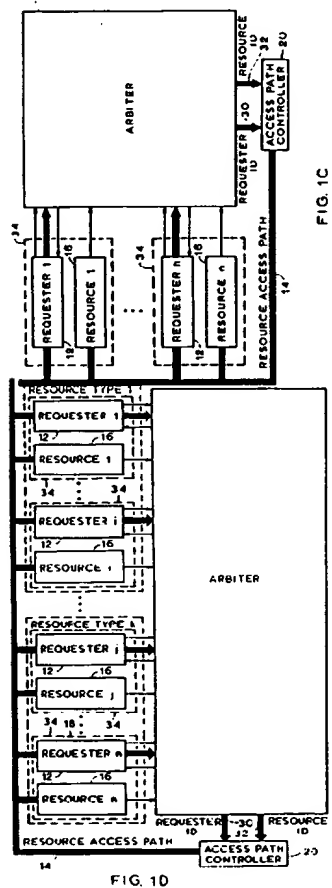 ARBITER
34
REQUESTER 1
12
16
RESOURCE 1
34
REQUESTER n
12
16
RESOURCE n
REQUESTER
ID
30
RESOURCE
ID
32
20
ACCESS PATH
CONTROLLER
RESOURCE ACCESS PATH
14
FIG. 1C
RESOURCE TYPE 1
REQUESTER 1
12
16
RESOURCE 1
34
34
REQUESTER i
12
16
RESOURCE i
RESOURCE TYPE
REQUESTER j
12
16
RESOURCE j
34
34
18
REQUESTER n
12
16
RESOURCE n
ARBITER
RESOURCE ACCESS PATH
14
REQUESTER
ID
30
32
RESOURCE
ID
ACCESS PATH
CONTROLLER
20
FIG. 1D